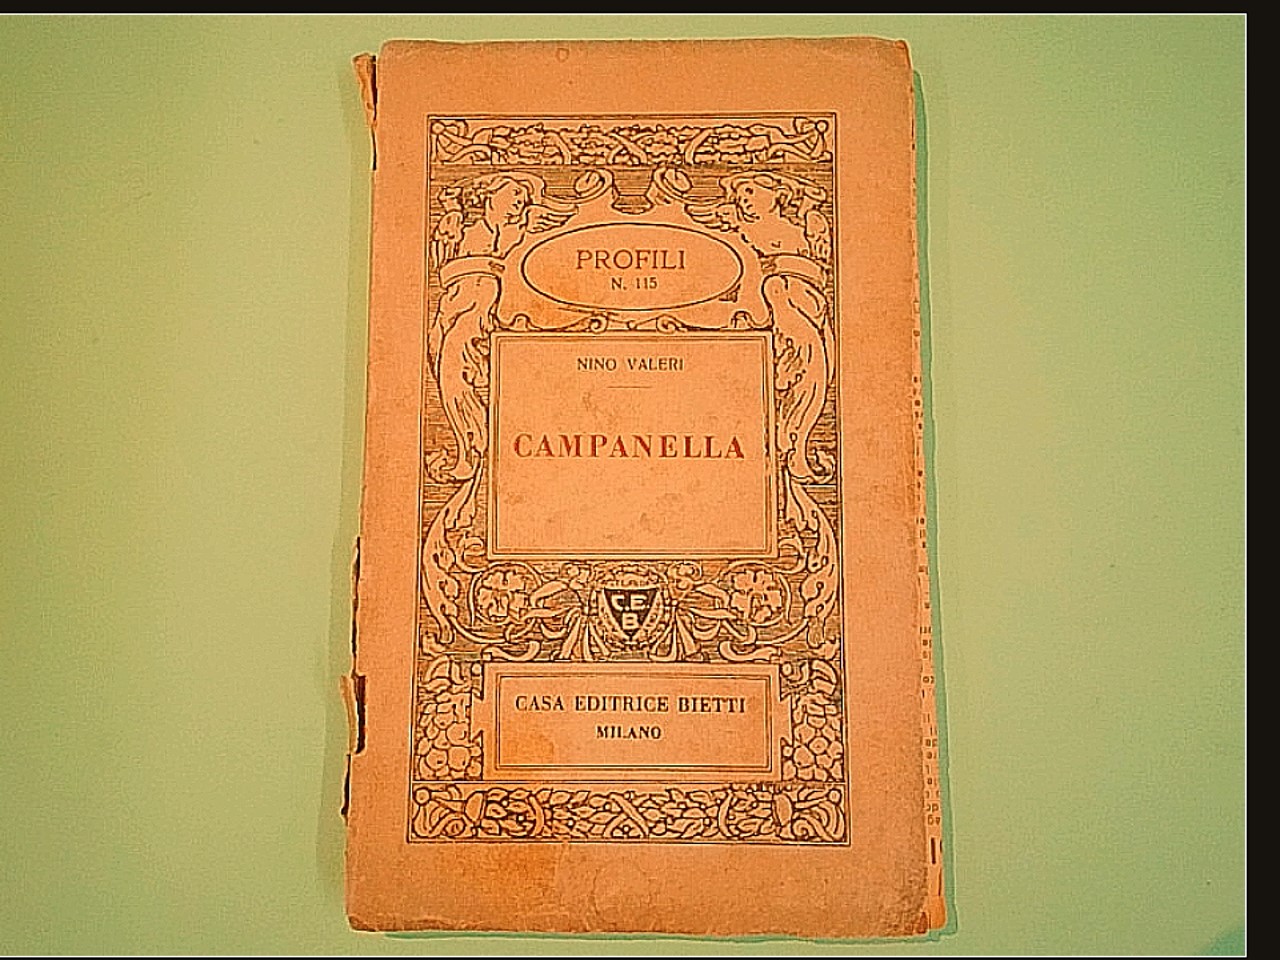 PROFILI
N. 115
NINO VALERI
CAMPANELLA
C.E.
B
CASA EDITRICE BIETTI
MILANO